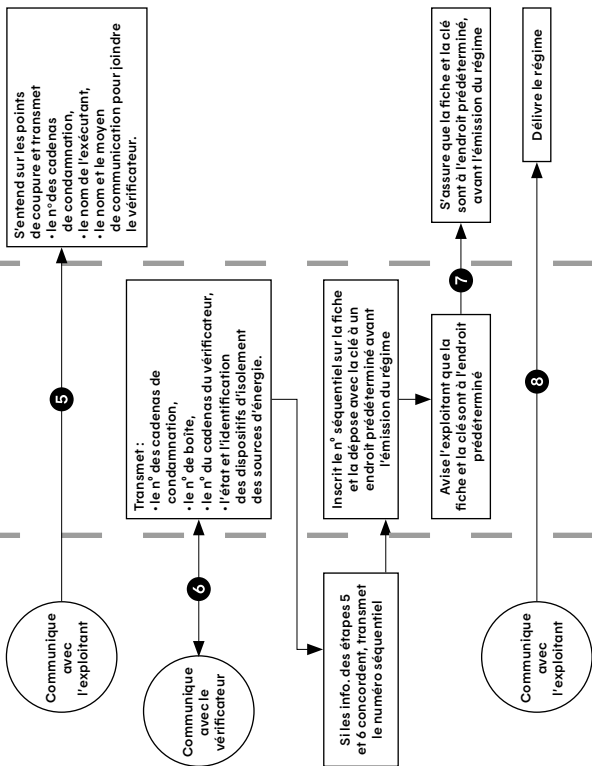 Communique
avec
l'exploitant
5
S'entend sur les points
de coupure et transmet
• le n° des cadenas
de condamnation,
• le nom de l'exécutant,
• le nom et le moyen
de communication pour joindre
le vérificateur.
Communique
avec le
vérificateur
6
Transmet :
• le n° des cadenas de
condamnation,
• le n° de boîte,
• le n° du cadenas du vérificateur,
• l'état et l'identification
des dispositifs d'isolement
des sources d'énergie.
Si les info. des étapes 5
et 6 concordent, transmet
le numéro séquentiel
Inscrit le n° séquentiel sur la fiche
et la dépose avec la clé à un
endroit prédéterminé avant
l'émission du régime
Avise l'exploitant que la
fiche et la clé sont à l'endroit
prédéterminé
7
S'assure que la fiche et la clé
sont à l'endroit prédéterminé,
avant l'émission du régime
Communique
avec
l'exploitant
8
Délivre le régime